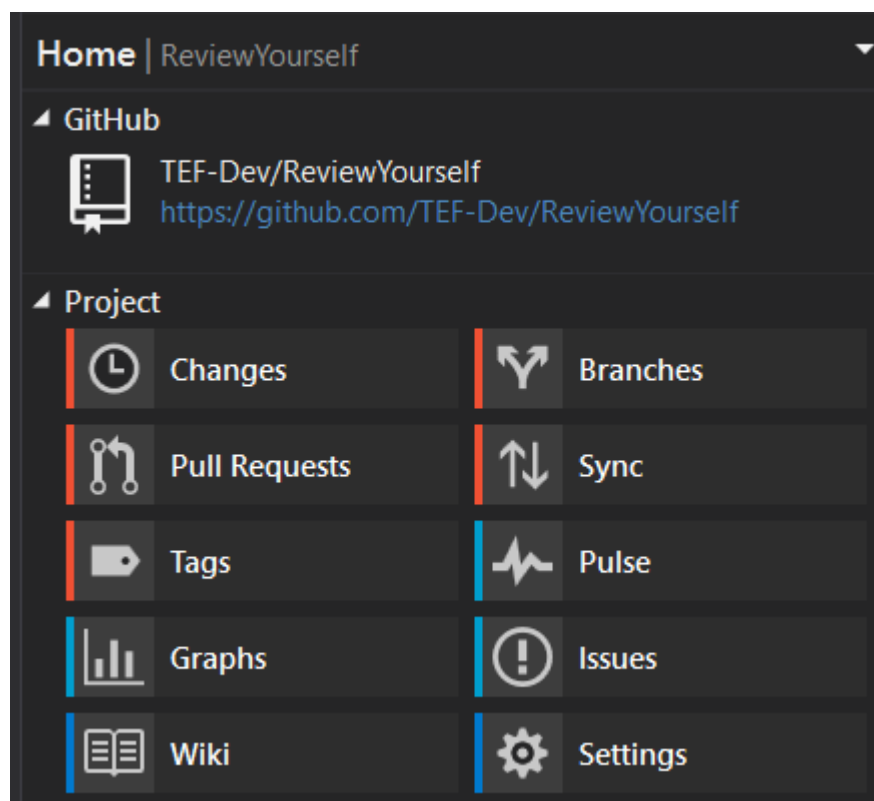 Home | ReviewYourself
GitHub
TEF-Dev/ReviewYourself
https://github.com/TEF-Dev/ReviewYourself
Project
Changes
Branches
Pull Requests
Sync
Tags
Pulse
Graphs
Issues
Wiki
Settings